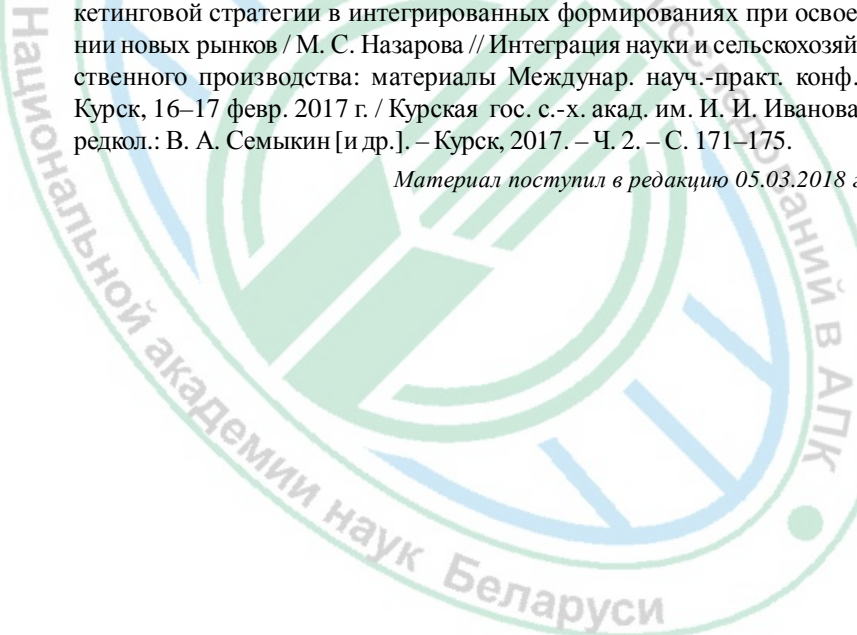 кетинговой стратегии в интегрированных формированиях при освое
нии новых рынков / М. С. Назарова // Интеграция науки и сельскохозяй
ственного производства: материалы Междунар. науч.-практ. конф.
Курск, 16–17 февр. 2017 г. / Курская гос. с.-х. акад. им. И. И. Иванова
редкол.: В. А. Семыкин [и др.]. – Курск, 2017. – Ч. 2. – С. 171–175.
Материал поступил в редакцию 05.03.2018 г
Национальной академии наук Беларуси
в АПК